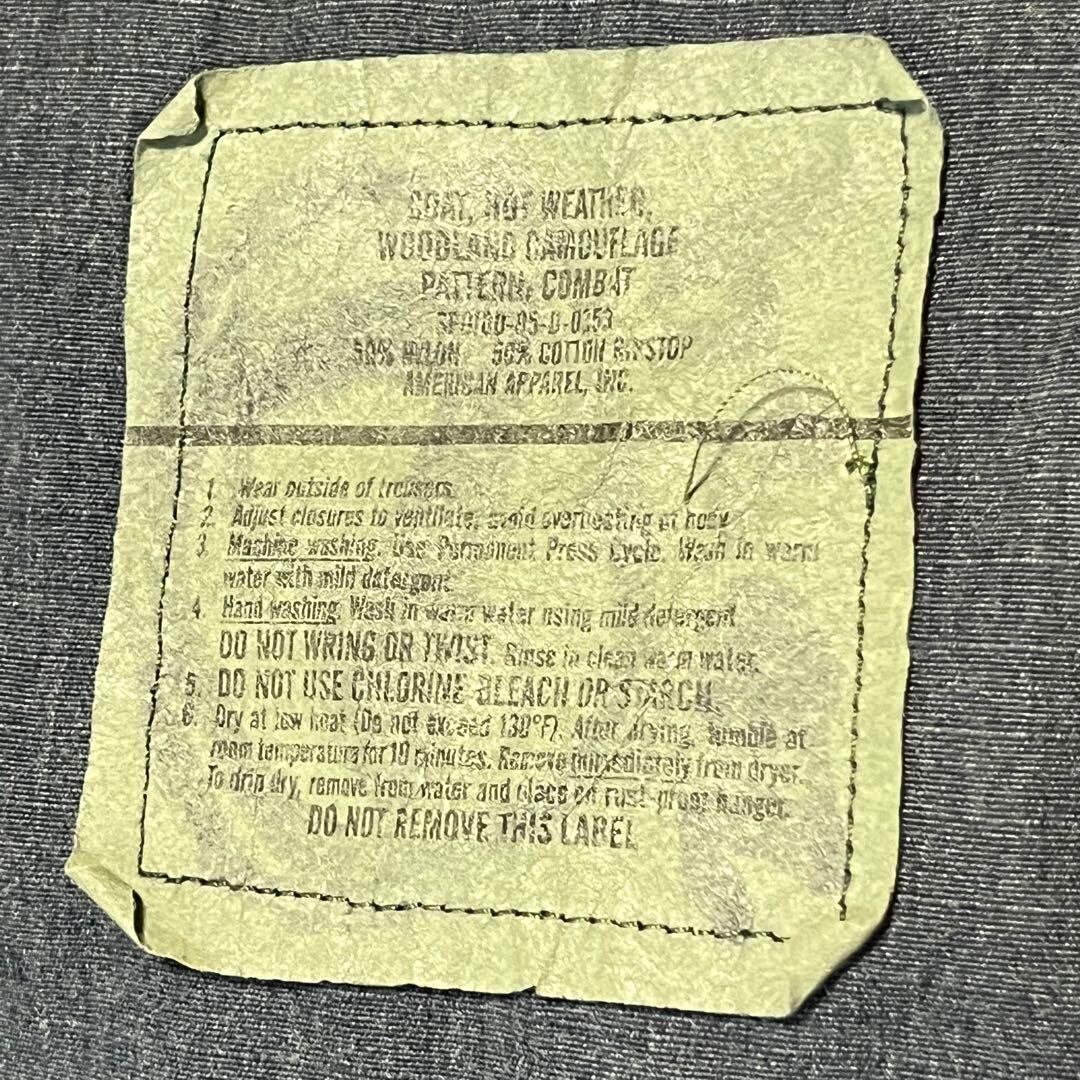 COAT, HOT WEATHER,
WOODLAND CAMOUFLAGE
PATTERN, COMBAT
SPO100-05-D-0353
50% NYLON 50% COTTON RIPSTOP
AMERICAN APPAREL, INC.
1. Wear outside of trousers.
2. Adjust closures to ventilate; avoid overheating of body.
3. Machine washing. Use Permanent Press Cycle. Wash in warm
water with mild detergent.
4. Hand washing. Wash in warm water using mild detergent.
DO NOT WRING OR TWIST. Rinse in clean warm water.
5. DO NOT USE CHLORINE BLEACH OR STARCH.
6. Dry at low heat (Do not exceed 130°F). After drying, tumble at
room temperature for 10 minutes. Remove immediately from dryer.
To drip dry, remove from water and place on rust-proof hanger.
DO NOT REMOVE THIS LABEL